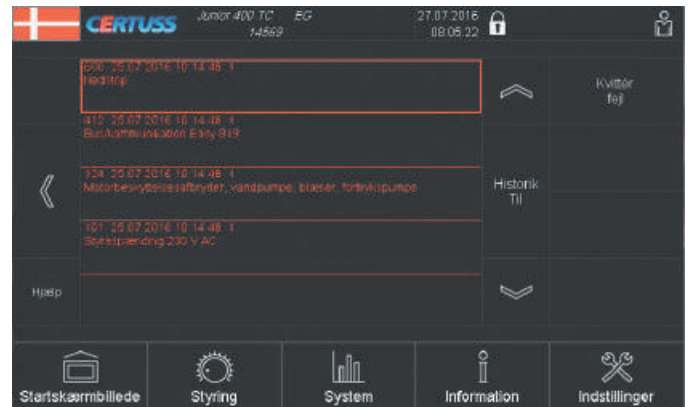 CERTUSS
Junior 400 TC EG
14569
27.07.2016
08.05.22
600 25.07.2016 10.14.48 1
Nødstop
412 25.07.2016 10.14.48 1
Buskommunikation Easy 819
124 25.07.2016 10.14.48 1
Motorbeskyttelsesafbryder, vandpumpe, blæser, fortrykspumpe
101 25.07.2016 10.14.48 1
Styrespænding 230 V AC
Kvitter
fejl
Historik
Til
Hjælp
Startskærmbillede
Styring
System
Information
Indstillinger